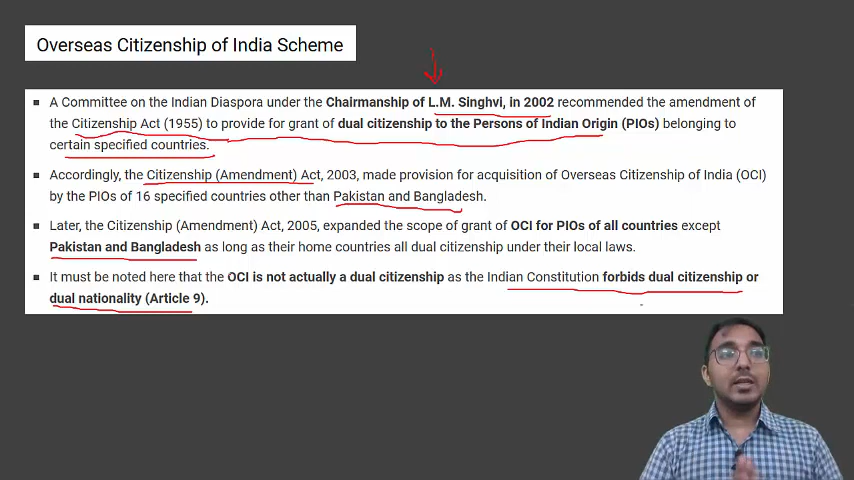 Overseas Citizenship of India Scheme
A Committee on the Indian Diaspora under the Chairmanship of L.M. Singhvi, in 2002 recommended the amendment of
the Citizenship Act (1955) to provide for grant of dual citizenship to the Persons of Indian Origin (PIOs) belonging to
certain specified countries.
Accordingly, the Citizenship (Amendment) Act, 2003, made provision for acquisition of Overseas Citizenship of India (OCI)
by the PIOs of 16 specified countries other than Pakistan and Bangladesh.
Later, the Citizenship (Amendment) Act, 2005, expanded the scope of grant of OCI for PIOs of all countries except
Pakistan and Bangladesh as long as their home countries all dual citizenship under their local laws.
It must be noted here that the OCI is not actually a dual citizenship as the Indian Constitution forbids dual citizenship or
dual nationality (Article 9).